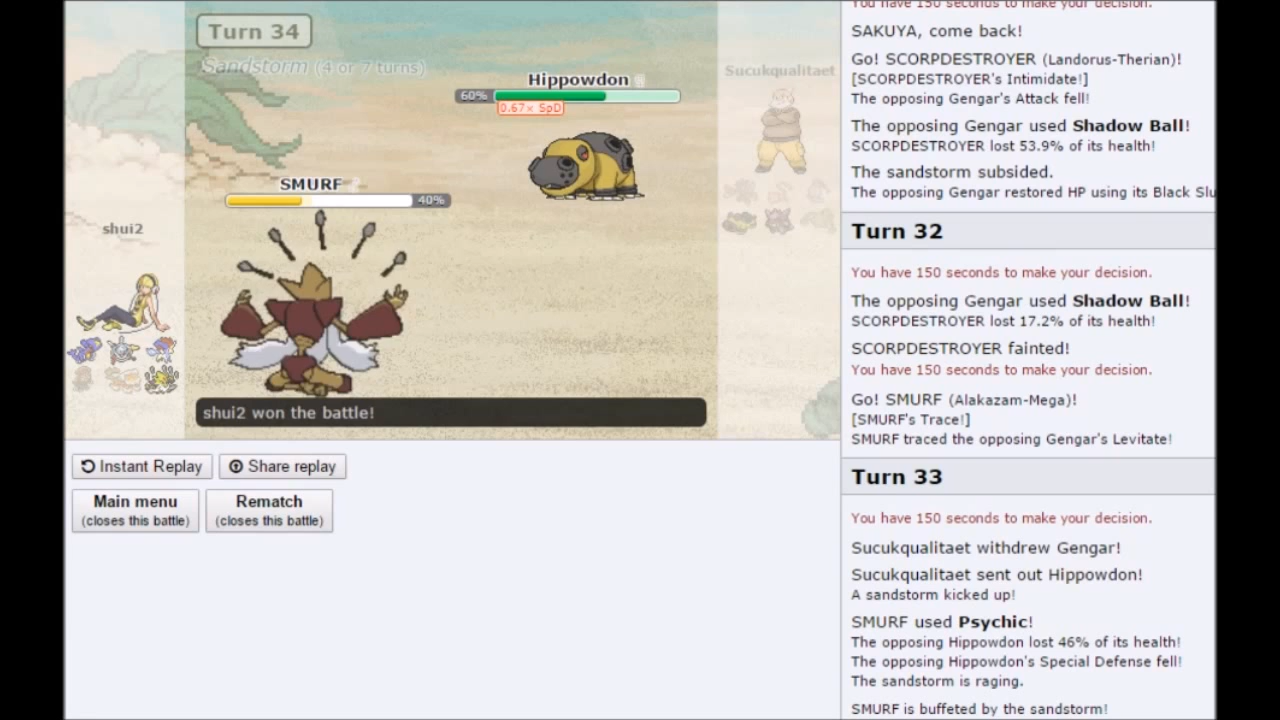 Turn 34
Sandstorm (4 or 7 turns)
Hippowdon
60%
0.67× SpD
Sucukqualitaet
SMURF
40%
shui2
shui2 won the battle!
Instant Replay
Share replay
Main menu
(closes this battle)
Rematch
(closes this battle)
You have 150 seconds to make your decision.
SAKUYA, come back!
Go! SCORPDESTROYER (Landorus-Therian)!
[SCORPDESTROYER's Intimidate!]
The opposing Gengar's Attack fell!
The opposing Gengar used Shadow Ball!
SCORPDESTROYER lost 53.9% of its health!
The sandstorm subsided.
The opposing Gengar restored HP using its Black Slu
Turn 32
You have 150 seconds to make your decision.
The opposing Gengar used Shadow Ball!
SCORPDESTROYER lost 17.2% of its health!
SCORPDESTROYER fainted!
You have 150 seconds to make your decision.
Go! SMURF (Alakazam-Mega)!
[SMURF's Trace!]
SMURF traced the opposing Gengar's Levitate!
Turn 33
You have 150 seconds to make your decision.
Sucukqualitaet withdrew Gengar!
Sucukqualitaet sent out Hippowdon!
A sandstorm kicked up!
SMURF used Psychic!
The opposing Hippowdon lost 46% of its health!
The opposing Hippowdon's Special Defense fell!
The sandstorm is raging.
SMURF is buffeted by the sandstorm!